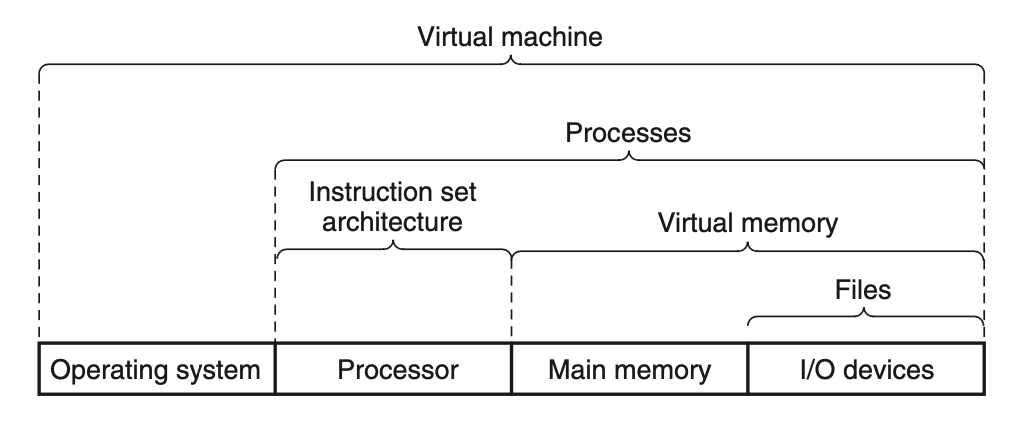 Virtual machine
Processes
Instruction set
architecture
Virtual memory
Files
Operating system
Processor
Main memory
I/O devices